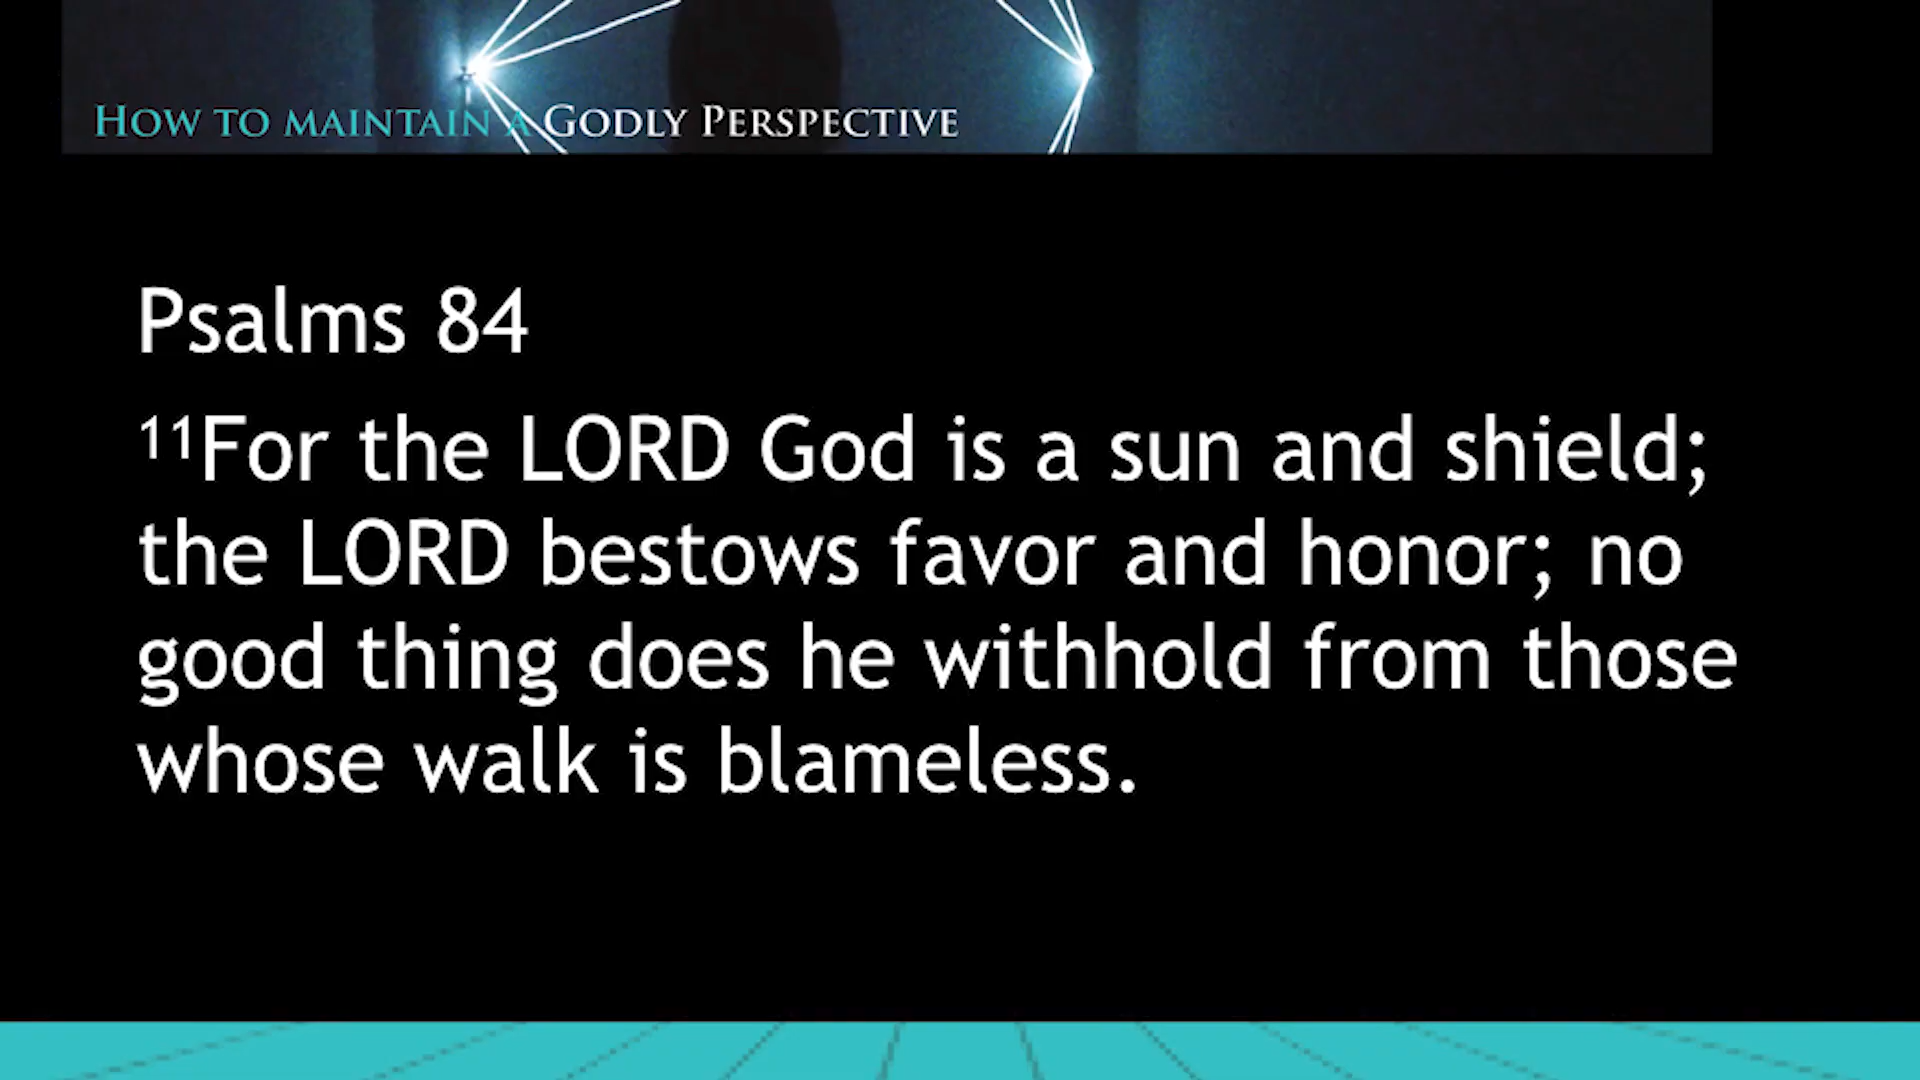 How to maintain a Godly Perspective
Psalms 84
¹¹For the LORD God is a sun and shield;
the LORD bestows favor and honor; no
good thing does he withhold from those
whose walk is blameless.